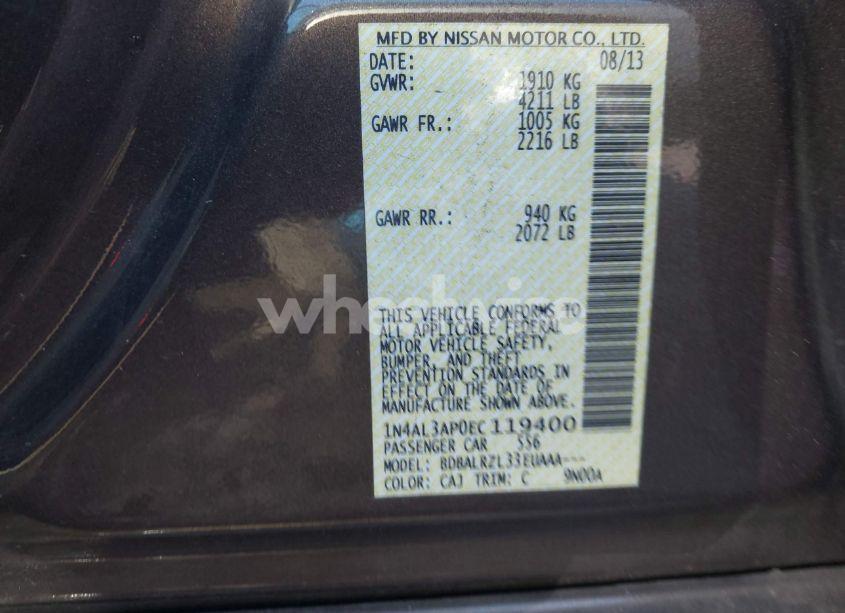 MFD BY NISSAN MOTOR CO., LTD.
DATE: 08/13
GVWR: 1910 KG
4211 LB
GAWR FR.: 1005 KG
2216 LB
GAWR RR.: 940 KG
2072 LB
THIS VEHICLE CONFORMS TO
ALL APPLICABLE FEDERAL
MOTOR VEHICLE SAFETY,
BUMPER, AND THEFT
PREVENTION STANDARDS IN
EFFECT ON THE DATE OF
MANUFACTURE SHOWN ABOVE.
1N4AL3AP0EC119400
PASSENGER CAR 556
MODEL: BDBALRZL33EUAAA---
COLOR: CAJ TRIM: C 9N00A